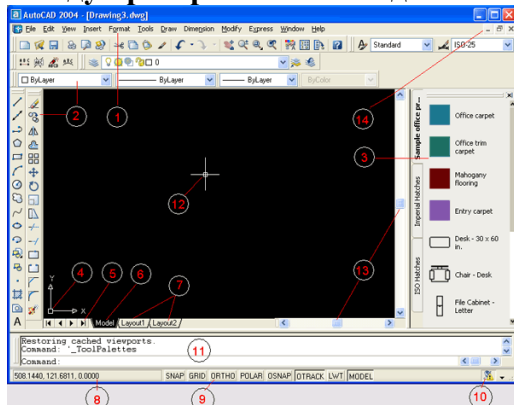 AutoCAD 2004 - [Drawing3.dwg]
File Edit View Insert Format Tools Draw Dimension Modify Express Window Help
Standard ISO-25
ByLayer ByLayer ByLayer ByColor
2 1 14
Sample office pr...
Office carpet
3
Office trim carpet
Mahogany flooring
Imperial Hatches
12
Entry carpet
Desk - 30 x 60 in.
ISO Hatches
4 5 6 7 13
Chair - Desk
Y
X
File Cabinet - Letter
A
Model Layout1 Layout2
Restoring cached viewports.
Command: '_ToolPalettes
11
Command:
508.1440, 121.6811, 0.0000 SNAP GRID ORTHO POLAR OSNAP OTRACK LWT MODEL
8 9 10